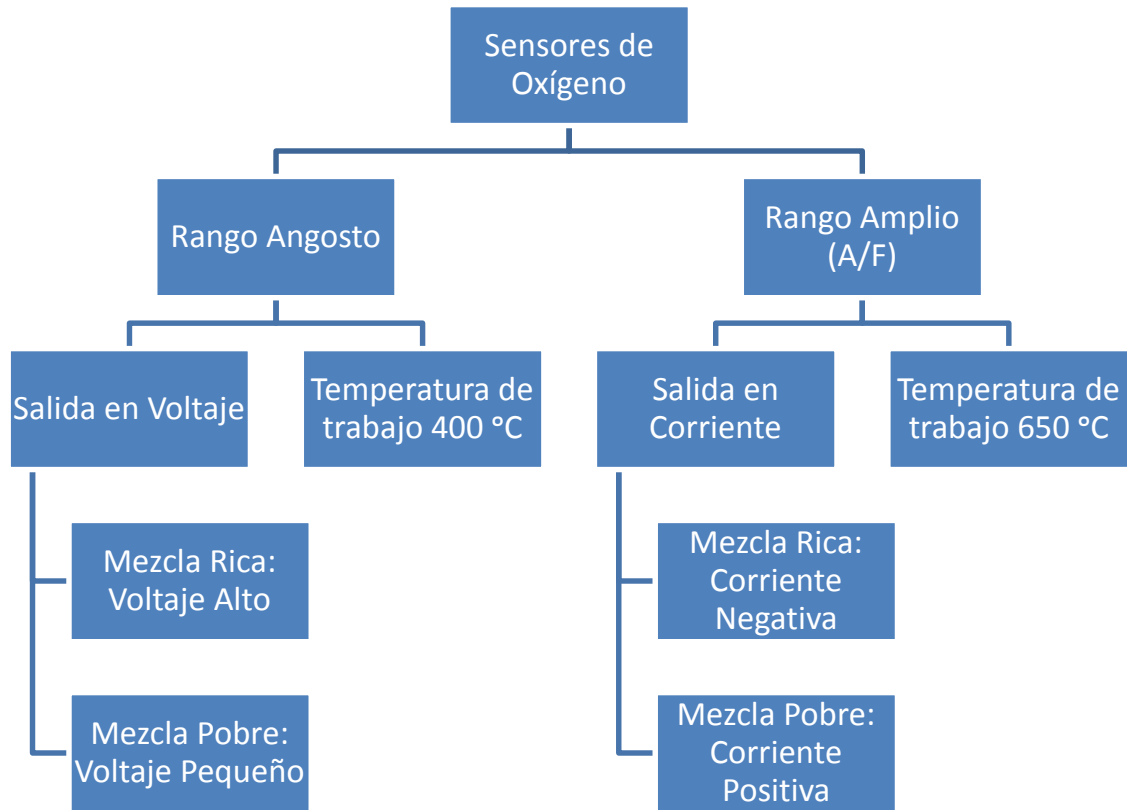 Sensores de
Oxígeno
Rango Angosto
Rango Amplio
(A/F)
Salida en Voltaje
Temperatura de
trabajo 400 °C
Salida en
Corriente
Temperatura de
trabajo 650 °C
Mezcla Rica:
Voltaje Alto
Mezcla Rica:
Corriente
Negativa
Mezcla Pobre:
Voltaje Pequeño
Mezcla Pobre:
Corriente
Positiva